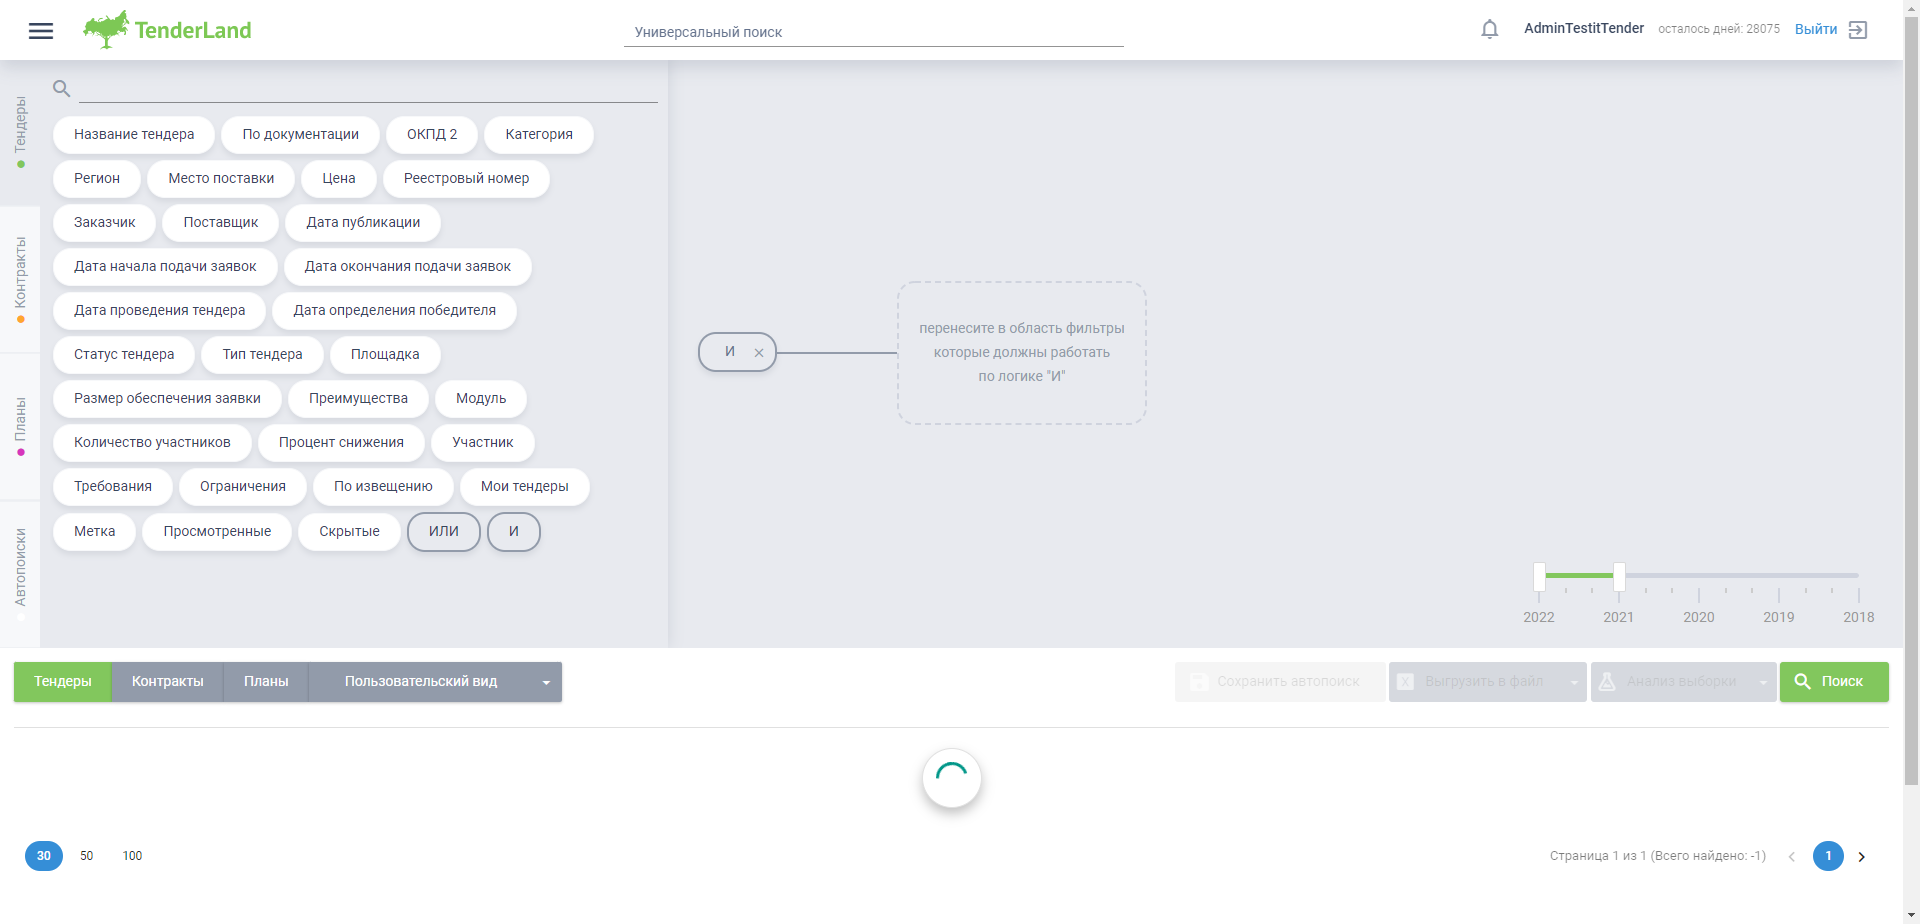 TenderLand
Универсальный поиск
AdminTestitTender осталось дней: 28075 Выйти
Тендеры
Контракты
Планы
Автопоиски
Название тендера По документации ОКПД 2 Категория
Регион Место поставки Цена Реестровый номер
Заказчик Поставщик Дата публикации
Дата начала подачи заявок Дата окончания подачи заявок
Дата проведения тендера Дата определения победителя
Статус тендера Тип тендера Площадка
Размер обеспечения заявки Преимущества Модуль
Количество участников Процент снижения Участник
Требования Ограничения По извещению Мои тендеры
Метка Просмотренные Скрытые ИЛИ И
И
перенесите в область фильтры
которые должны работать
по логике "И"
2022 2021 2020 2019 2018
Тендеры Контракты Планы Пользовательский вид
Сохранить автопоиск Выгрузить в файл Анализ выборки Поиск
30 50 100
Страница 1 из 1 (Всего найдено: -1) 1